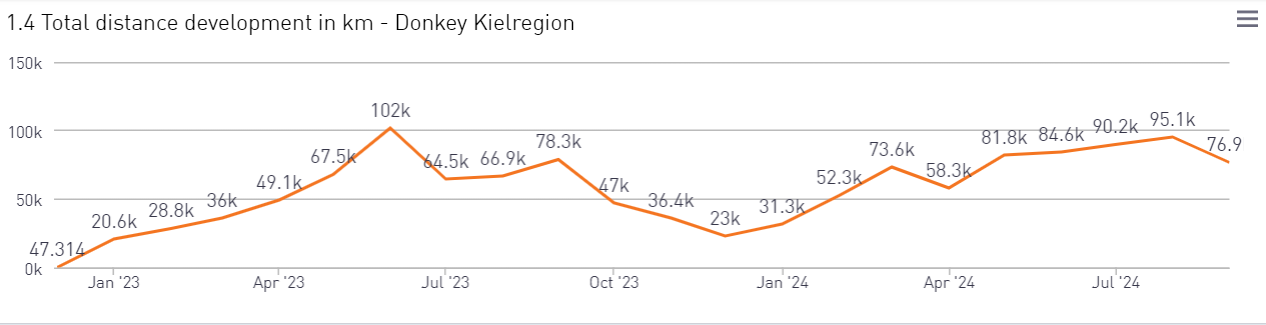 1.4 Total distance development in km - Donkey Kielregion
150k
100k
50k
0k
47.314
20.6k
28.8k
36k
49.1k
67.5k
102k
64.5k
66.9k
78.3k
47k
36.4k
23k
31.3k
52.3k
73.6k
58.3k
81.8k
84.6k
90.2k
95.1k
76.9
Jan '23
Apr '23
Jul '23
Oct '23
Jan '24
Apr '24
Jul '24